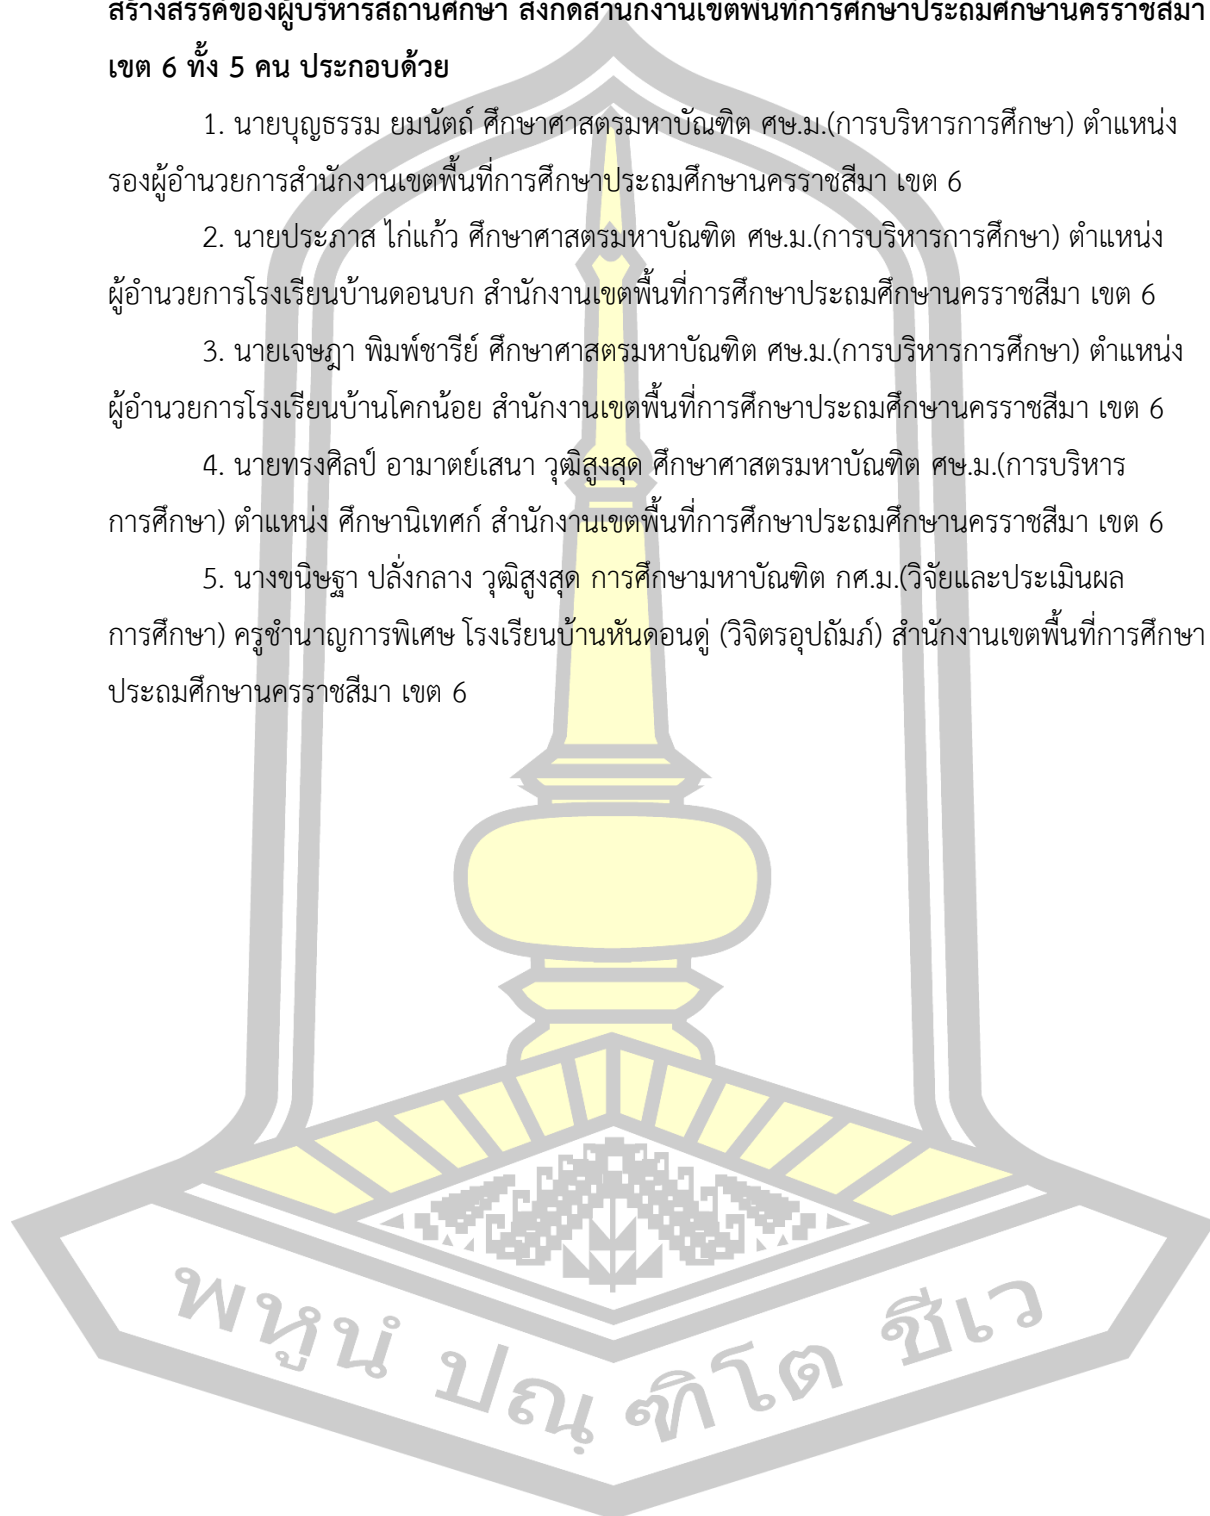 สร้างสรรค์ของผู้บริหารสถานศึกษา สังกัดสำนักงานเขตพื้นที่การศึกษาประถมศึกษานครราชสีมา
เขต 6 ทั้ง 5 คน ประกอบด้วย
1. นายบุญธรรม ยมนัตถ์ ศึกษาศาสตรมหาบัณฑิต ศษ.ม.(การบริหารการศึกษา) ตำแหน่ง
รองผู้อำนวยการสำนักงานเขตพื้นที่การศึกษาประถมศึกษานครราชสีมา เขต 6
2. นายประภาส ไก่แก้ว ศึกษาศาสตรมหาบัณฑิต ศษ.ม.(การบริหารการศึกษา) ตำแหน่ง
ผู้อำนวยการโรงเรียนบ้านดอนบก สำนักงานเขตพื้นที่การศึกษาประถมศึกษานครราชสีมา เขต 6
3. นายเจษฎา พิมพ์ชารีย์ ศึกษาศาสตรมหาบัณฑิต ศษ.ม.(การบริหารการศึกษา) ตำแหน่ง
ผู้อำนวยการโรงเรียนบ้านโคกน้อย สำนักงานเขตพื้นที่การศึกษาประถมศึกษานครราชสีมา เขต 6
4. นายทรงศิลป์ อามาตย์เสนา วุฒิสูงสุด ศึกษาศาสตรมหาบัณฑิต ศษ.ม.(การบริหาร
การศึกษา) ตำแหน่ง ศึกษานิเทศก์ สำนักงานเขตพื้นที่การศึกษาประถมศึกษานครราชสีมา เขต 6
5. นางขนิษฐา ปลั่งกลาง วุฒิสูงสุด การศึกษามหาบัณฑิต กศ.ม.(วิจัยและประเมินผล
การศึกษา) ครูชำนาญการพิเศษ โรงเรียนบ้านหันดอนดู่ (วิจิตรอุปถัมภ์) สำนักงานเขตพื้นที่การศึกษา
ประถมศึกษานครราชสีมา เขต 6
พหูนํ ปณฺฑิโต ชีเว